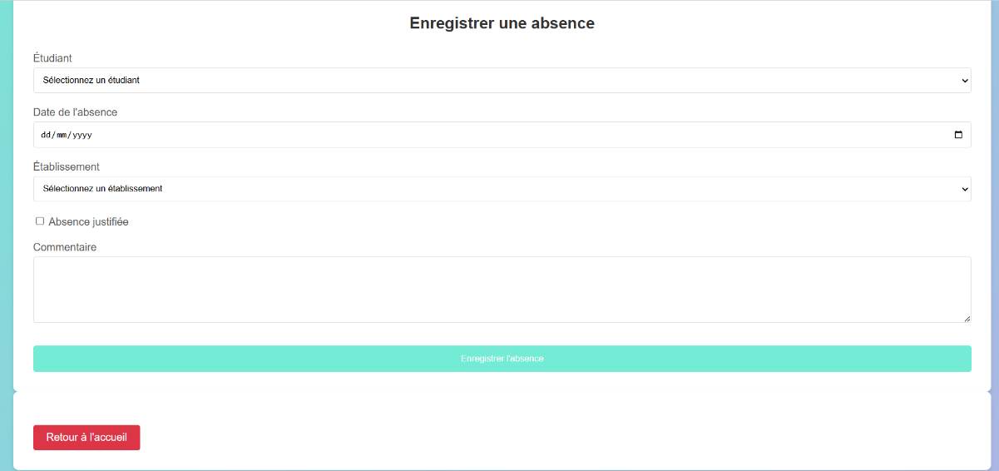 Enregistrer une absence
Étudiant
Sélectionnez un étudiant
Date de l'absence
dd/mm/yyyy
Établissement
Sélectionnez un établissement
Absence justifiée
Commentaire
Enregistrer l'absence
Retour à l'accueil